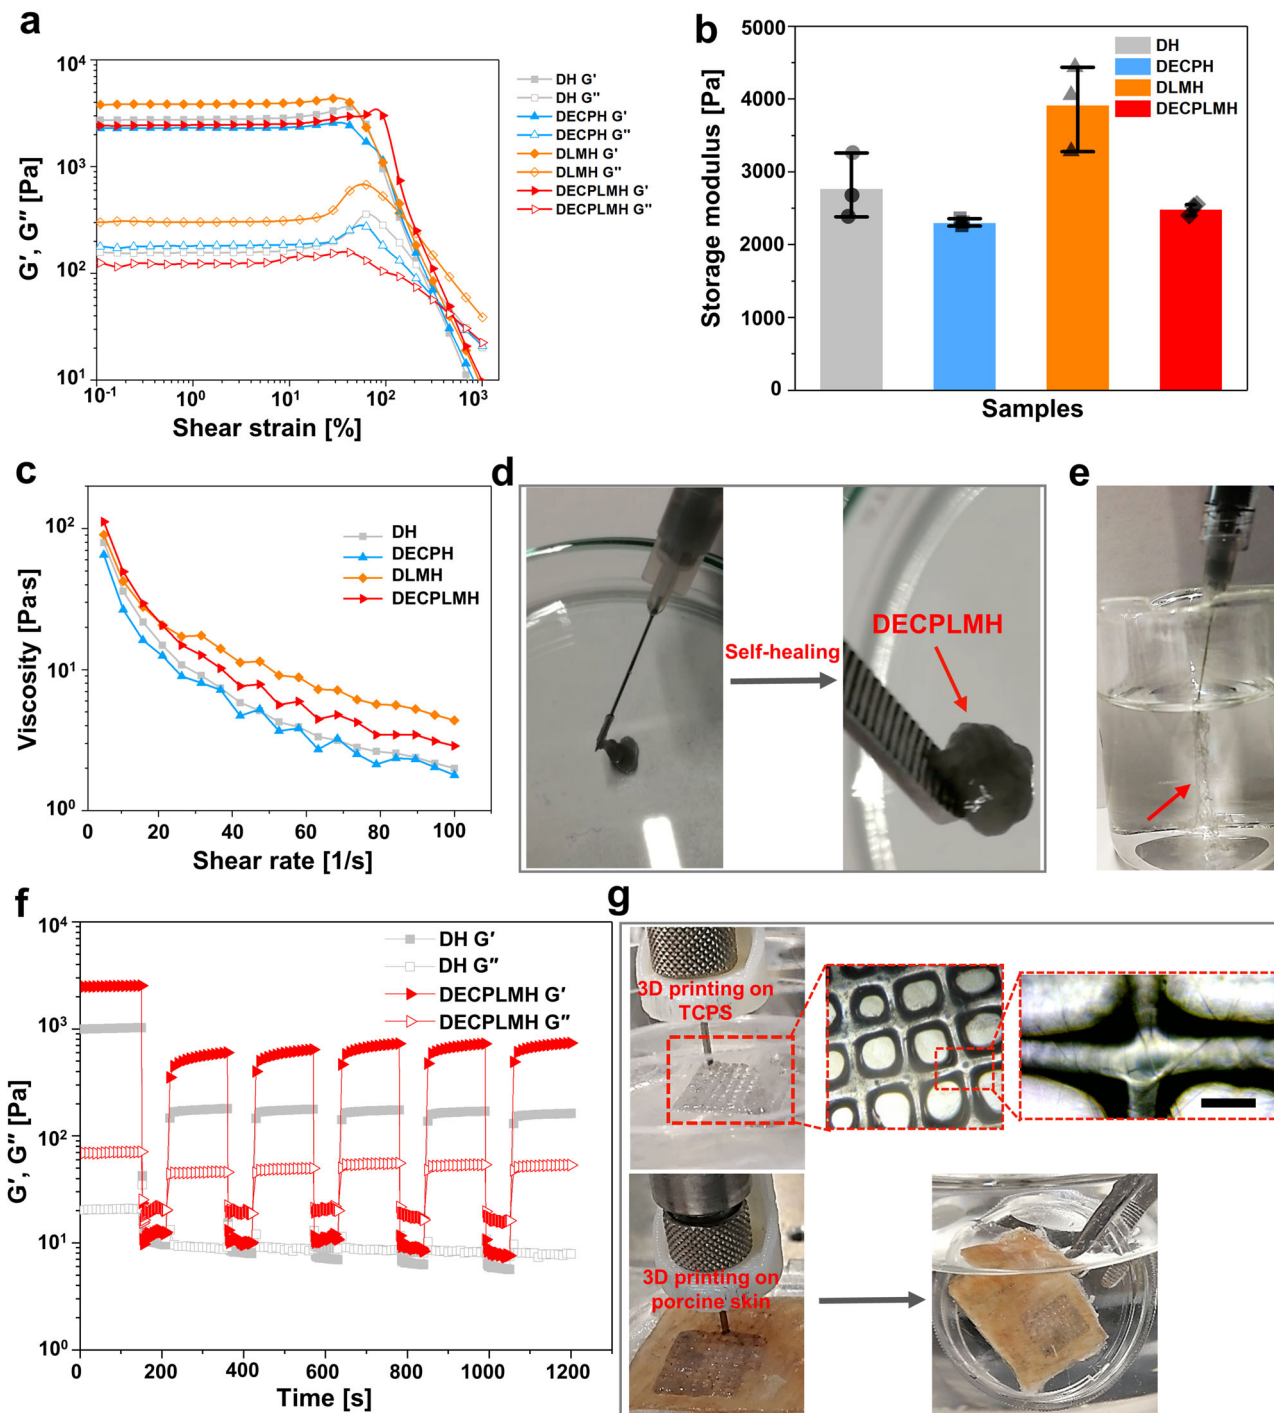 a
G′, G″ [Pa]
10⁴
10³
10²
10¹
10⁻¹
10⁰
10¹
10²
10³
Shear strain [%]
DH G′
DH G″
DECPH G′
DECPH G″
DLMH G′
DLMH G″
DECPLMH G′
DECPLMH G″
b
Storage modulus [Pa]
5000
4000
3000
2000
1000
0
Samples
DH
DECPH
DLMH
DECPLMH
c
Viscosity [Pa·s]
10²
10¹
10⁰
0
20
40
60
80
100
Shear rate [1/s]
DH
DECPH
DLMH
DECPLMH
d
Self-healing
DECPLMH
e
f
G′, G″ [Pa]
10⁴
10³
10²
10¹
10⁰
0
200
400
600
800
1000
1200
Time [s]
DH G′
DH G″
DECPLMH G′
DECPLMH G″
g
3D printing on
TCPS
3D printing on
porcine skin